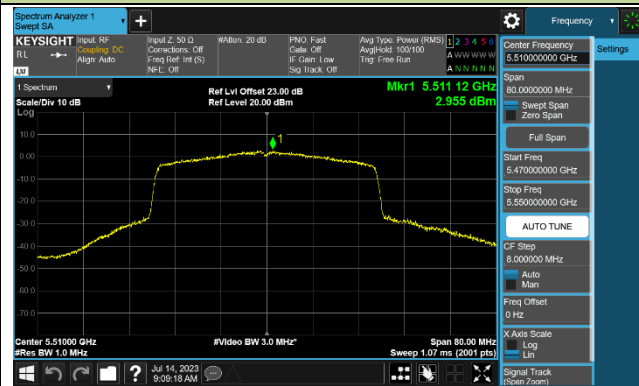 Spectrum Analyzer 1
Swept SA
+
Frequency
KEYSIGHT
RL
LXI
Input: RF
Coupling: DC
Align: Auto
Input Z: 50 Ω
Corrections: Off
Freq Ref: Int (S)
NFE: Off
#Atten: 20 dB
PNO: Fast
Gate: Off
IF Gain: Low
Sig Track: Off
Avg Type: Power (RMS)
Avg|Hold: 100/100
Trig: Free Run
1 2 3 4 5 6
A W W W W W
A N N N N N
1 Spectrum
Scale/Div 10 dB
Log
Ref Lvl Offset 23.00 dB
Ref Level 20.00 dBm
Mkr1 5.511 12 GHz
2.955 dBm
1
10.0
0.00
-10.0
-20.0
-30.0
-40.0
-50.0
-60.0
-70.0
Center 5.51000 GHz
#Res BW 1.0 MHz
#Video BW 3.0 MHz*
Span 80.00 MHz
Sweep 1.07 ms (2001 pts)
Center Frequency
5.510000000 GHz
Settings
Span
80.0000000 MHz
Swept Span
Zero Span
Full Span
Start Freq
5.470000000 GHz
Stop Freq
5.550000000 GHz
AUTO TUNE
CF Step
8.000000 MHz
Auto
Man
Freq Offset
0 Hz
X Axis Scale
Log
Lin
Signal Track
(Span Zoom)
?
Jul 14, 2023
9:09:18 AM